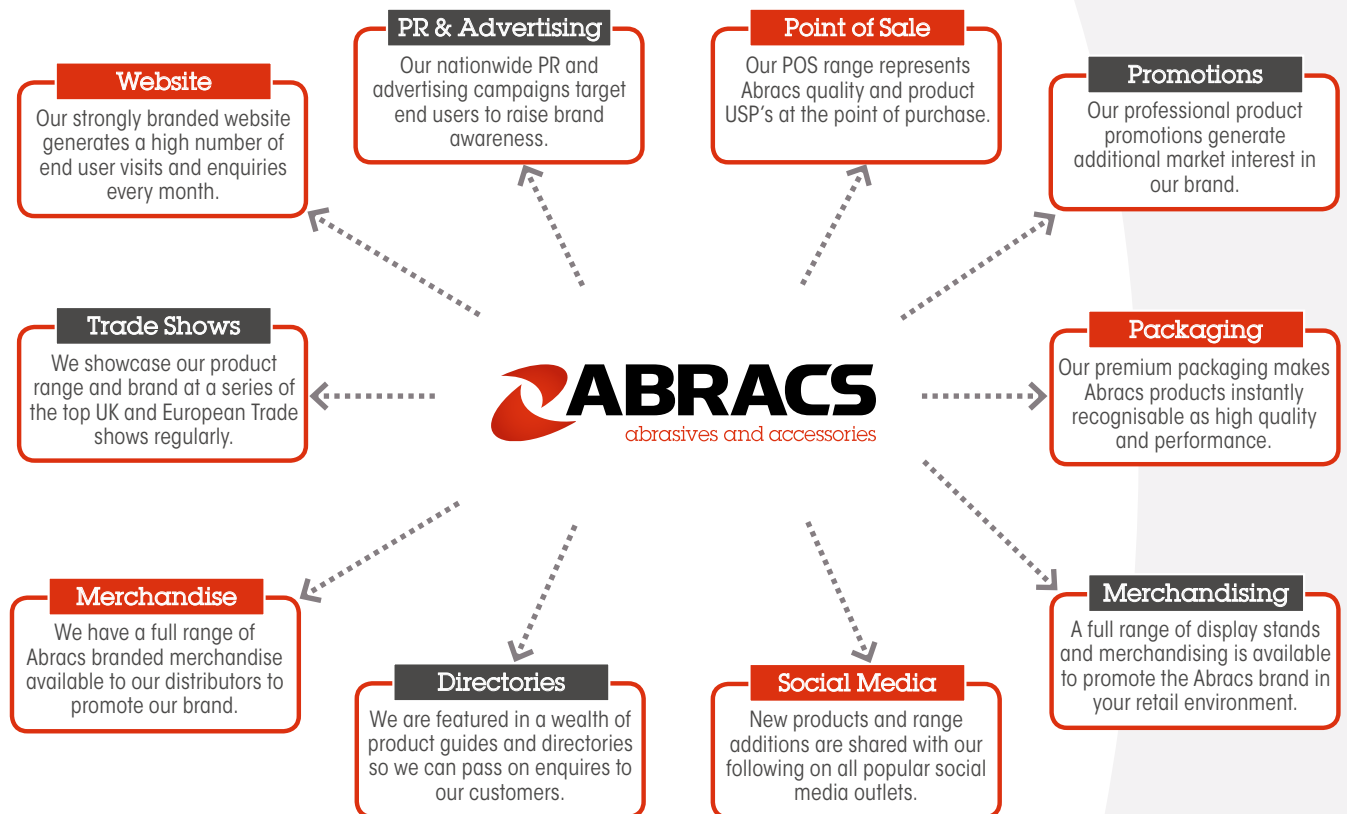 PR & Advertising
Our nationwide PR and
advertising campaigns target
end users to raise brand
awareness.
Point of Sale
Our POS range represents
Abracs quality and product
USP's at the point of purchase.
Website
Our strongly branded website
generates a high number of
end user visits and enquiries
every month.
Promotions
Our professional product
promotions generate
additional market interest in
our brand.
Trade Shows
We showcase our product
range and brand at a series of
the top UK and European Trade
shows regularly.
ABRACS
abrasives and accessories
Packaging
Our premium packaging makes
Abracs products instantly
recognisable as high quality
and performance.
Merchandise
We have a full range of
Abracs branded merchandise
available to our distributors to
promote our brand.
Directories
We are featured in a wealth of
product guides and directories
so we can pass on enquires to
our customers.
Social Media
New products and range
additions are shared with our
following on all popular social
media outlets.
Merchandising
A full range of display stands
and merchandising is available
to promote the Abracs brand in
your retail environment.